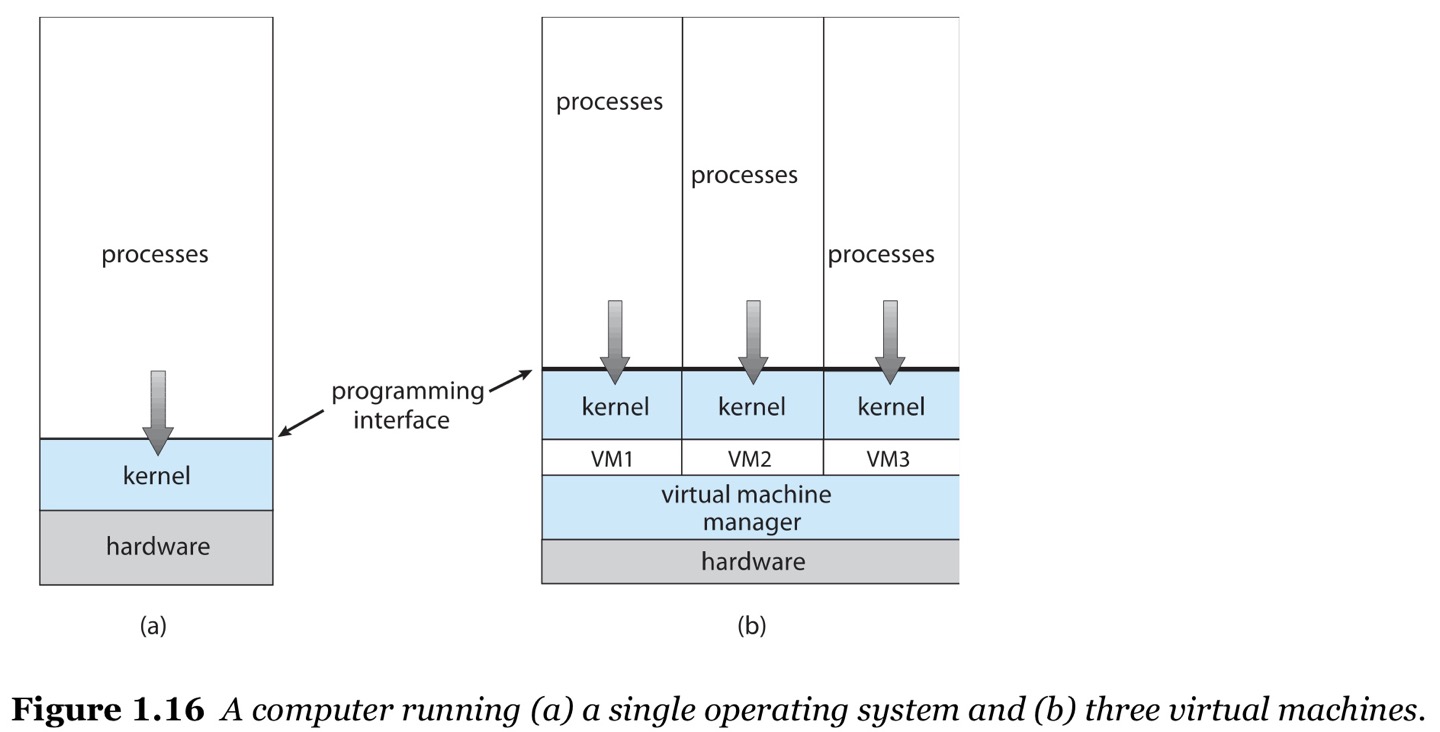 processes
kernel
hardware
(a)
programming
interface
processes
processes
processes
kernel
kernel
kernel
VM1
VM2
VM3
virtual machine
manager
hardware
(b)
Figure 1.16 A computer running (a) a single operating system and (b) three virtual machines.